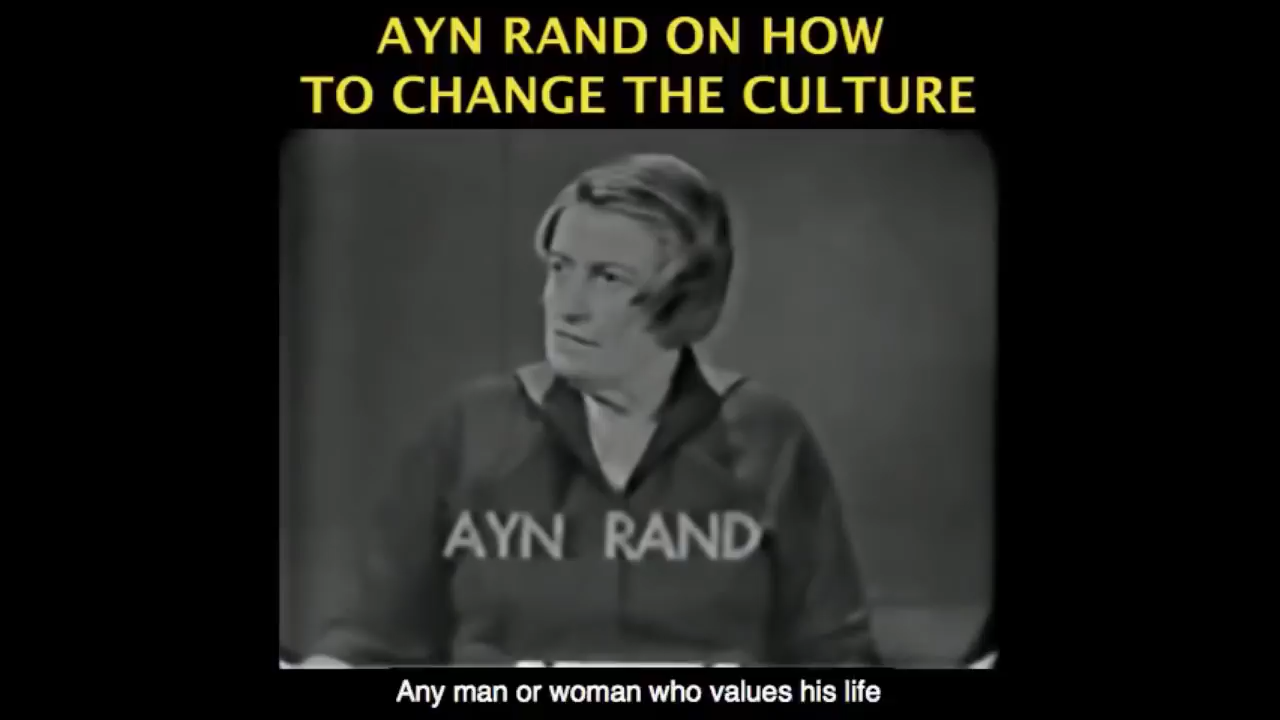 AYN RAND ON HOW
TO CHANGE THE CULTURE
AYN RAND
Any man or woman who values his life